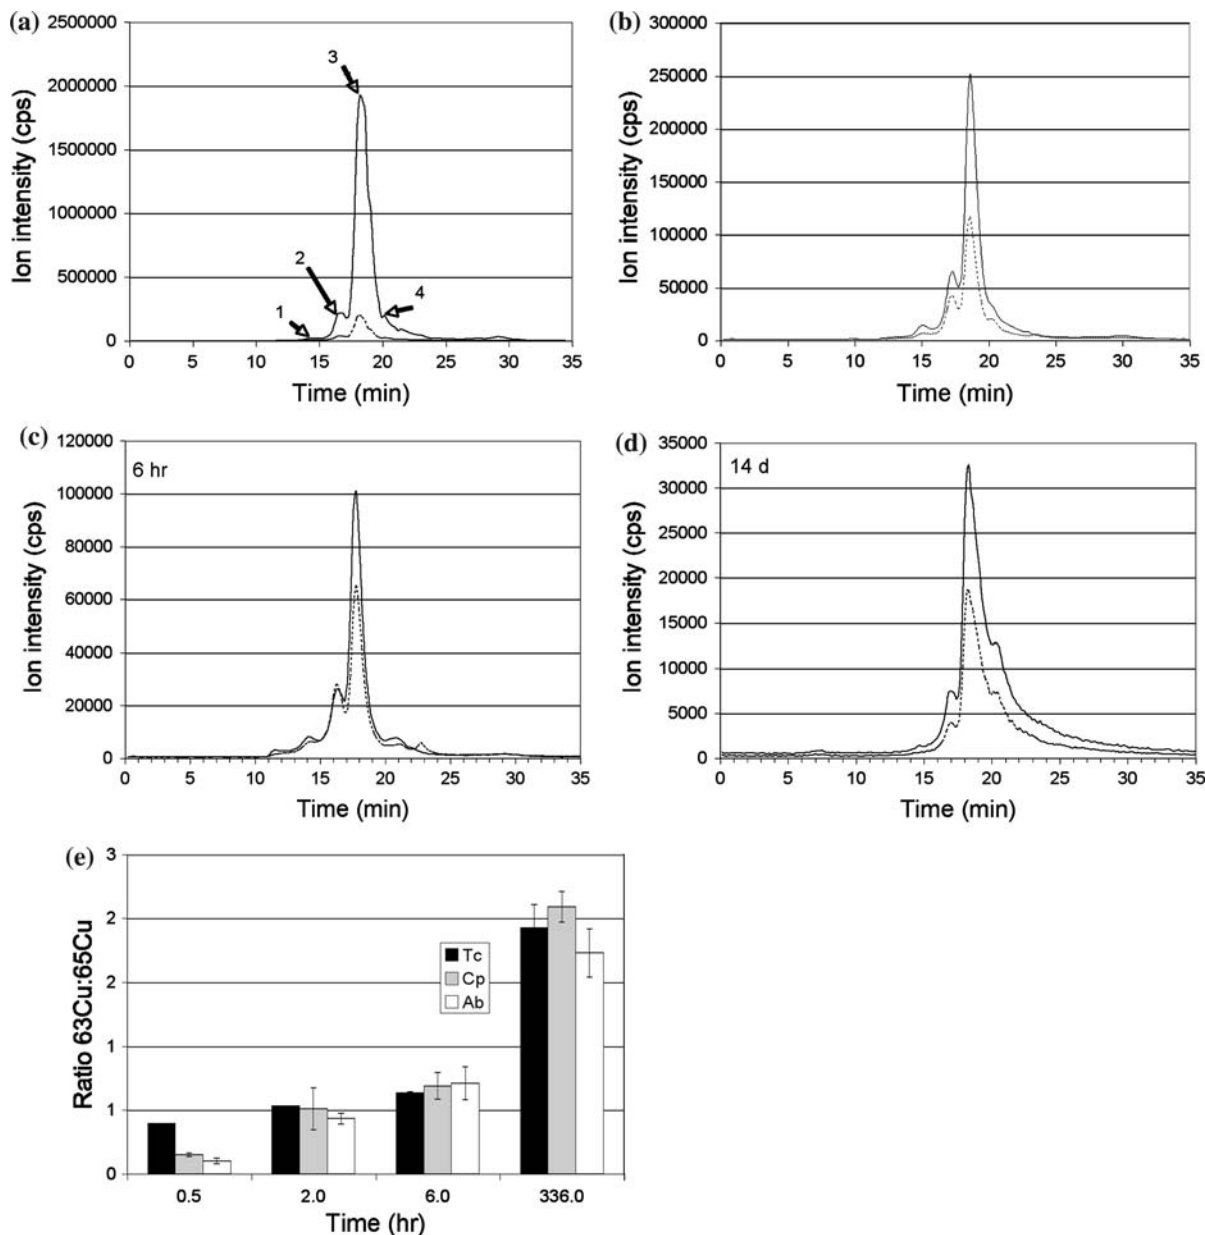 (a)
Ion intensity (cps)
2500000
2000000
1500000
1000000
500000
0
3
2
1
4
0 5 10 15 20 25 30 35
Time (min)
(b)
Ion intensity (cps)
300000
250000
200000
150000
100000
50000
0
0 5 10 15 20 25 30 35
Time (min)
(c)
Ion intensity (cps)
120000
100000
80000
60000
40000
20000
0
6 hr
0 5 10 15 20 25 30 35
Time (min)
(d)
Ion intensity (cps)
35000
30000
25000
20000
15000
10000
5000
0
14 d
0 5 10 15 20 25 30 35
Time (min)
(e)
Ratio 63Cu:65Cu
3
2
2
1
1
0
Tc
Cp
Ab
0.5 2.0 6.0 336.0
Time (hr)